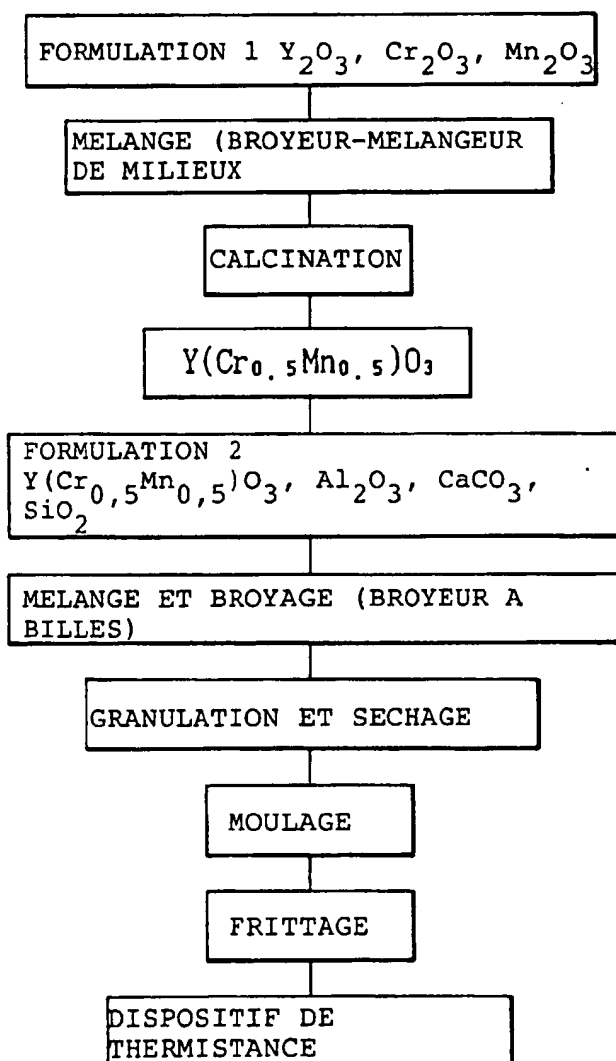 FORMULATION 1 Y₂O₃, Cr₂O₃, Mn₂O₃
MELANGE (BROYEUR-MELANGEUR
DE MILIEUX
CALCINATION
Y(Cr₀.₅Mn₀.₅)O₃
FORMULATION 2
Y(Cr₀,₅Mn₀,₅)O₃, Al₂O₃, CaCO₃,
SiO₂
MELANGE ET BROYAGE (BROYEUR A
BILLES)
GRANULATION ET SECHAGE
MOULAGE
FRITTAGE
DISPOSITIF DE
THERMISTANCE